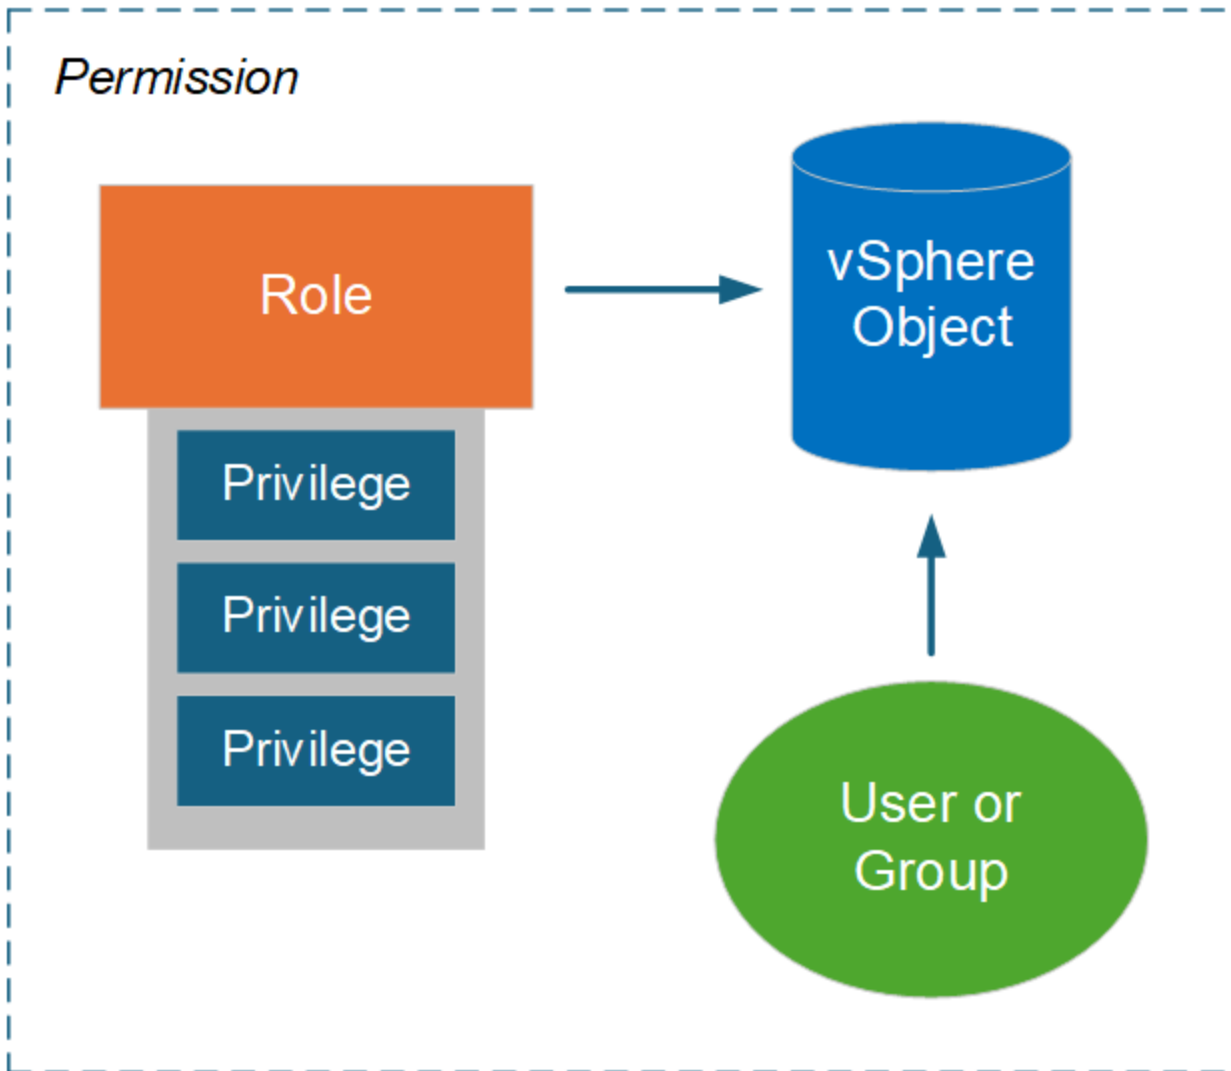 Permission
Role
Privilege
Privilege
Privilege
vSphere
Object
User or
Group